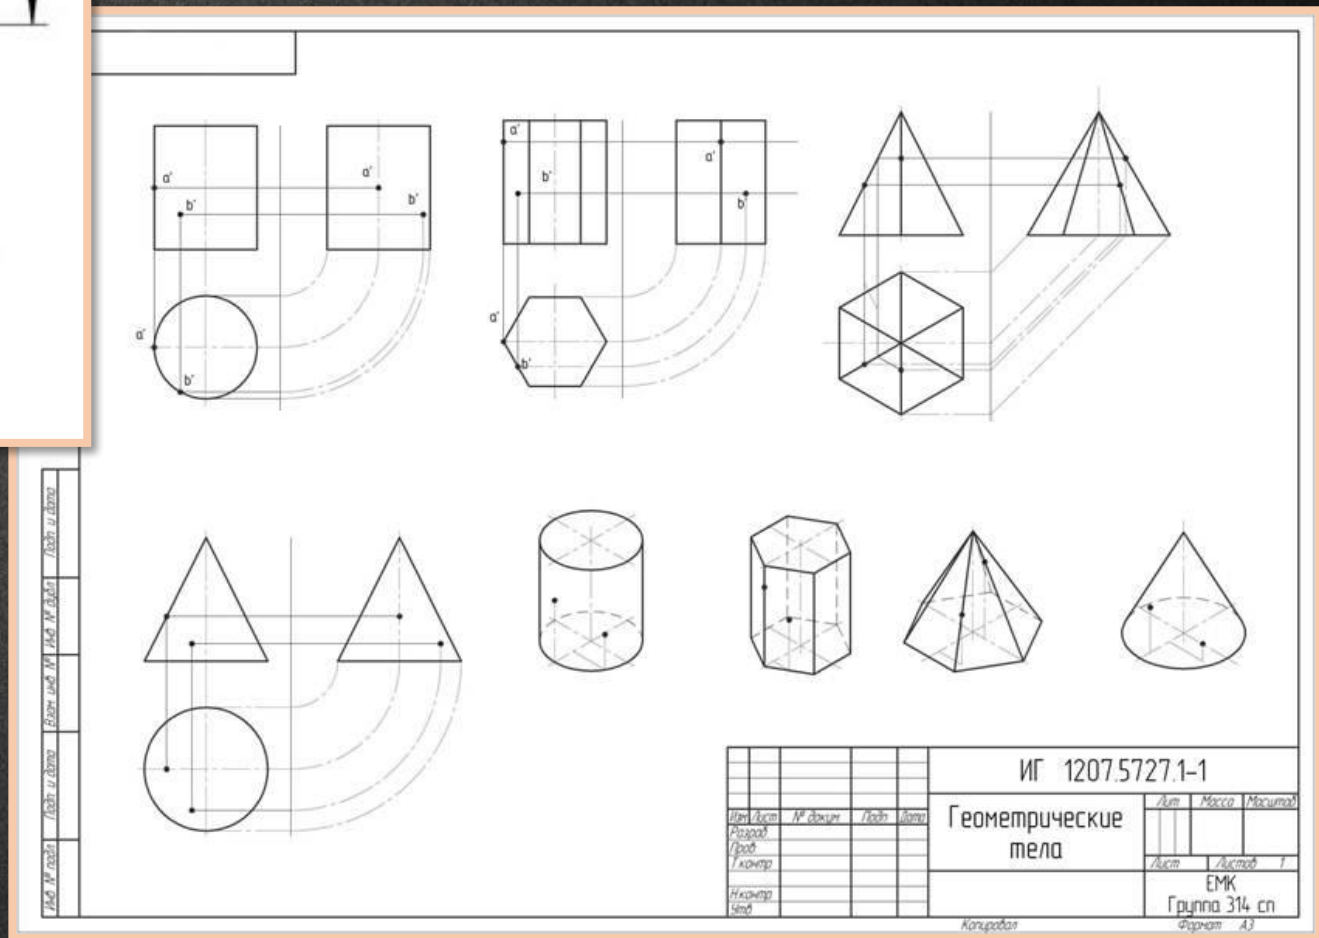 a'
a'
b'
b'
a'
b'
a'
b'
a'
b'
a'
b'
Подп и дата
Инв № дубл
Взам инв №
Подп и дата
Инв № подл
ИГ 1207.5727.1-1
Изм Лист № докум Подп Дата
Разраб
Пров
Т контр
Н контр
Утв
Геометрические
тела
Лит Масса Масштаб
Лист Листов 1
ЕМК
Группа 314 сп
Копировал Формат А3